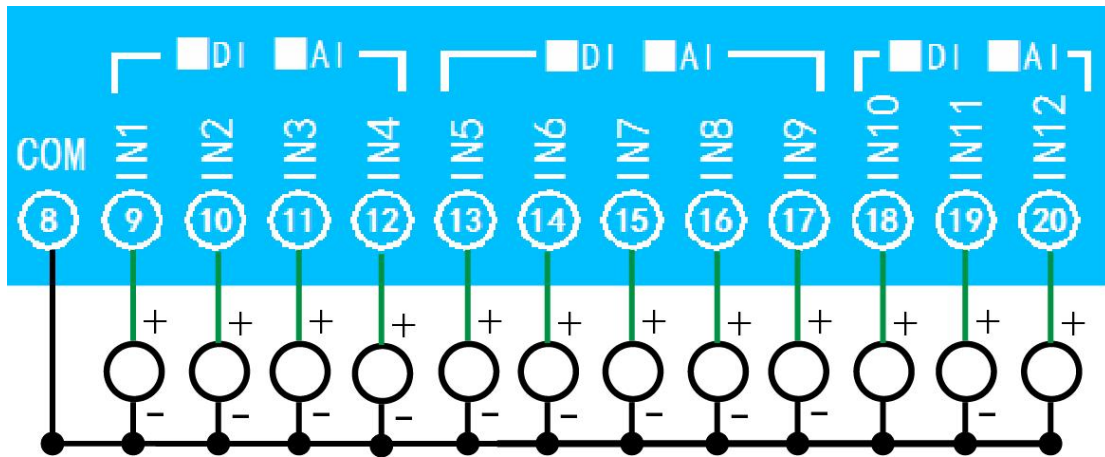 DI AI DI AI DI AI
COM IN1 IN2 IN3 IN4 IN5 IN6 IN7 IN8 IN9 IN10 IN11 IN12
8 9 10 11 12 13 14 15 16 17 18 19 20
+ + + + + + + + + + + +
- - - - - - - - - -